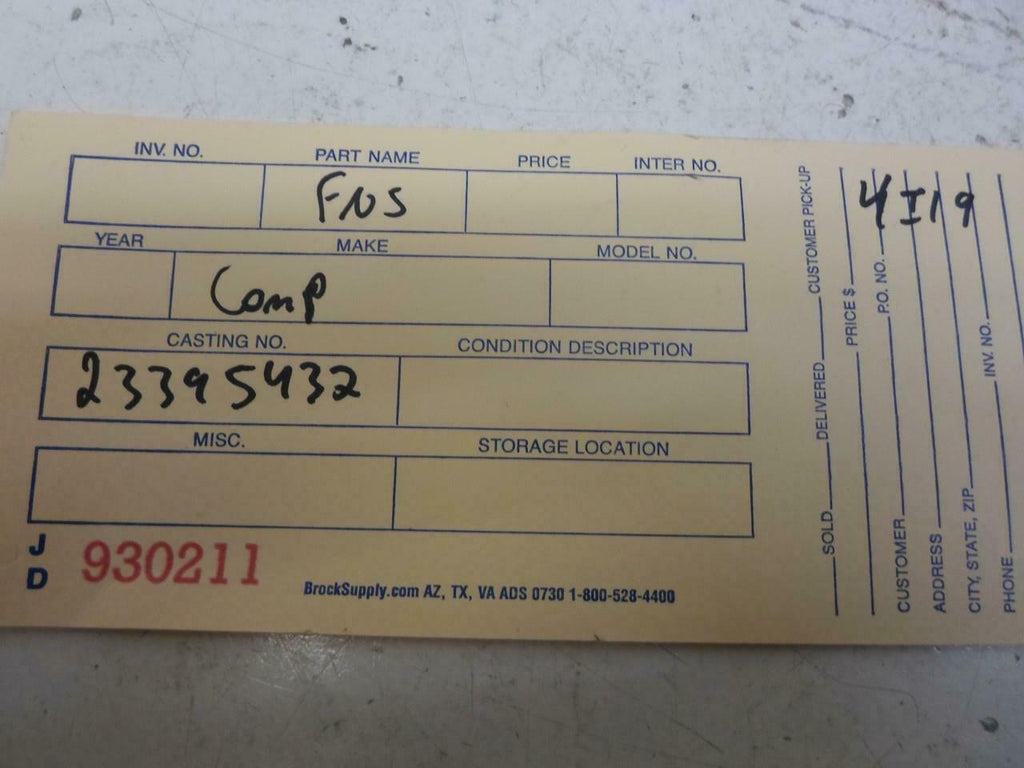 INV. NO. PART NAME PRICE INTER NO.
FNS
YEAR MAKE MODEL NO.
Comp
CASTING NO. CONDITION DESCRIPTION
23395432
MISC. STORAGE LOCATION
J
D
930211
BrockSupply.com AZ, TX, VA ADS 0730 1-800-528-4400
SOLD DELIVERED CUSTOMER PICK-UP
PRICE $
P.O. NO.
CUSTOMER
ADDRESS
CITY, STATE, ZIP
PHONE INV. NO.
4I19